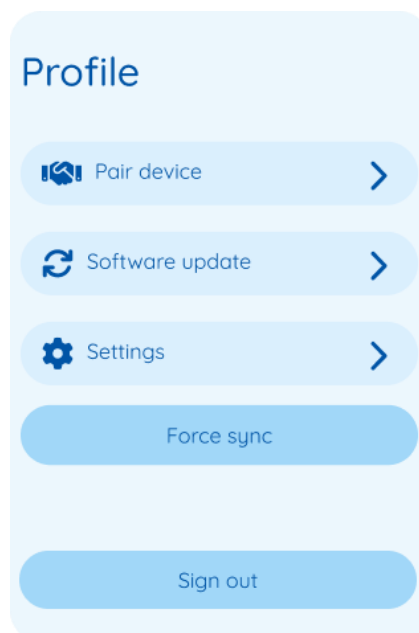 Profile
Pair device
Software update
Settings
Force sync
Sign out